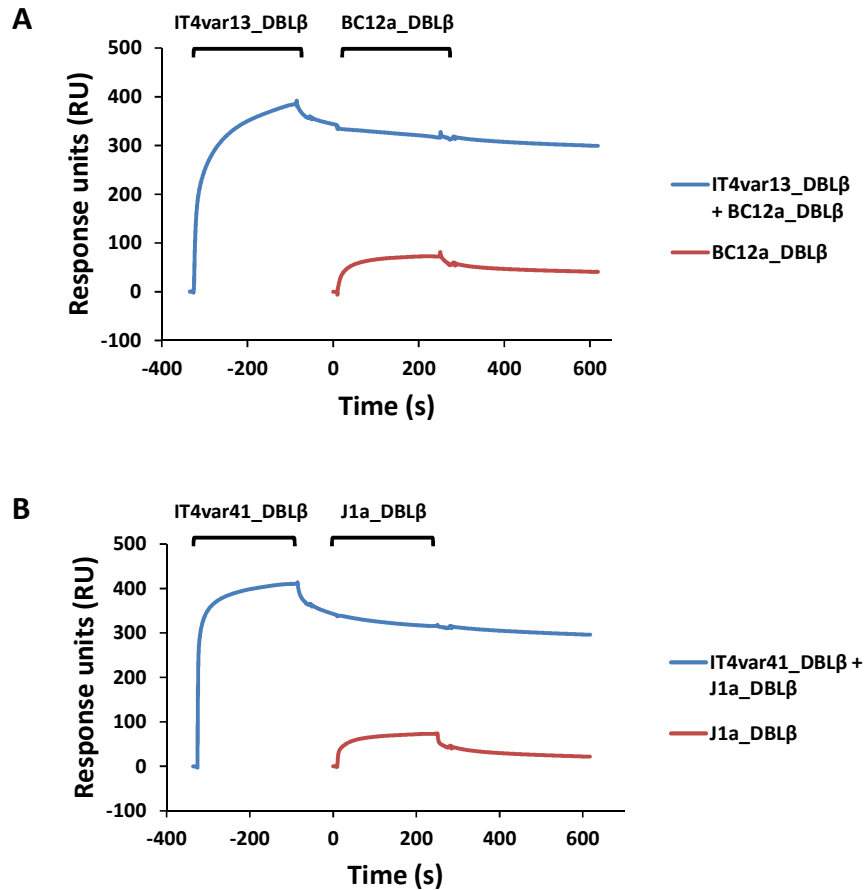 A
IT4var13_DBLβ BC12a_DBLβ
500
400
300
200
100
0
-100
-400 -200 0 200 400 600
Response units (RU)
Time (s)
IT4var13_DBLβ
+ BC12a_DBLβ
BC12a_DBLβ
B
IT4var41_DBLβ J1a_DBLβ
500
400
300
200
100
0
-100
-400 -200 0 200 400 600
Response units (RU)
Time (s)
IT4var41_DBLβ +
J1a_DBLβ
J1a_DBLβ